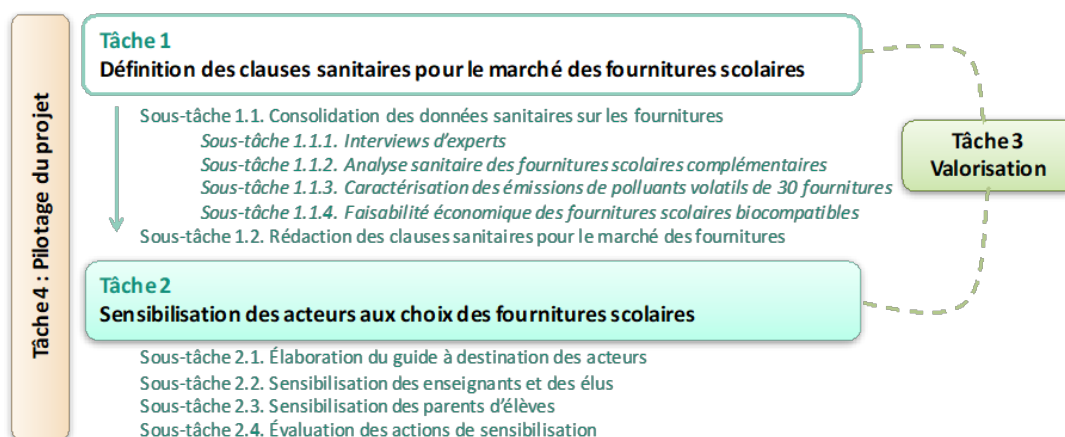 Tâche 4 : Pilotage du projet
Tâche 1
Définition des clauses sanitaires pour le marché des fournitures scolaires
Sous-tâche 1.1. Consolidation des données sanitaires sur les fournitures
Sous-tâche 1.1.1. Interviews d'experts
Sous-tâche 1.1.2. Analyse sanitaire des fournitures scolaires complémentaires
Sous-tâche 1.1.3. Caractérisation des émissions de polluants volatils de 30 fournitures
Sous-tâche 1.1.4. Faisabilité économique des fournitures scolaires biocompatibles
Sous-tâche 1.2. Rédaction des clauses sanitaires pour le marché des fournitures
Tâche 2
Sensibilisation des acteurs aux choix des fournitures scolaires
Sous-tâche 2.1. Élaboration du guide à destination des acteurs
Sous-tâche 2.2. Sensibilisation des enseignants et des élus
Sous-tâche 2.3. Sensibilisation des parents d'élèves
Sous-tâche 2.4. Évaluation des actions de sensibilisation
Tâche 3
Valorisation